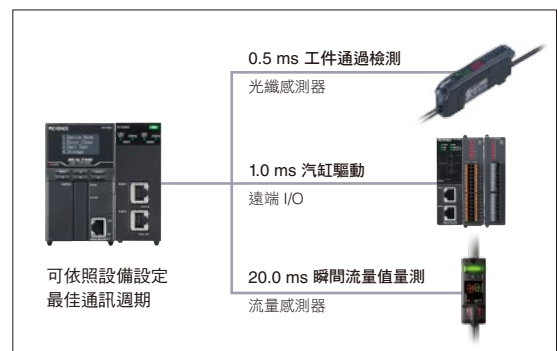 0.5 ms 工件通過檢測
光纖感測器
KEYENCE
1.0 ms 汽缸驅動
遠端 I/O
可依照設備設定
最佳通訊週期
20.0 ms 瞬間流量值量測
流量感測器